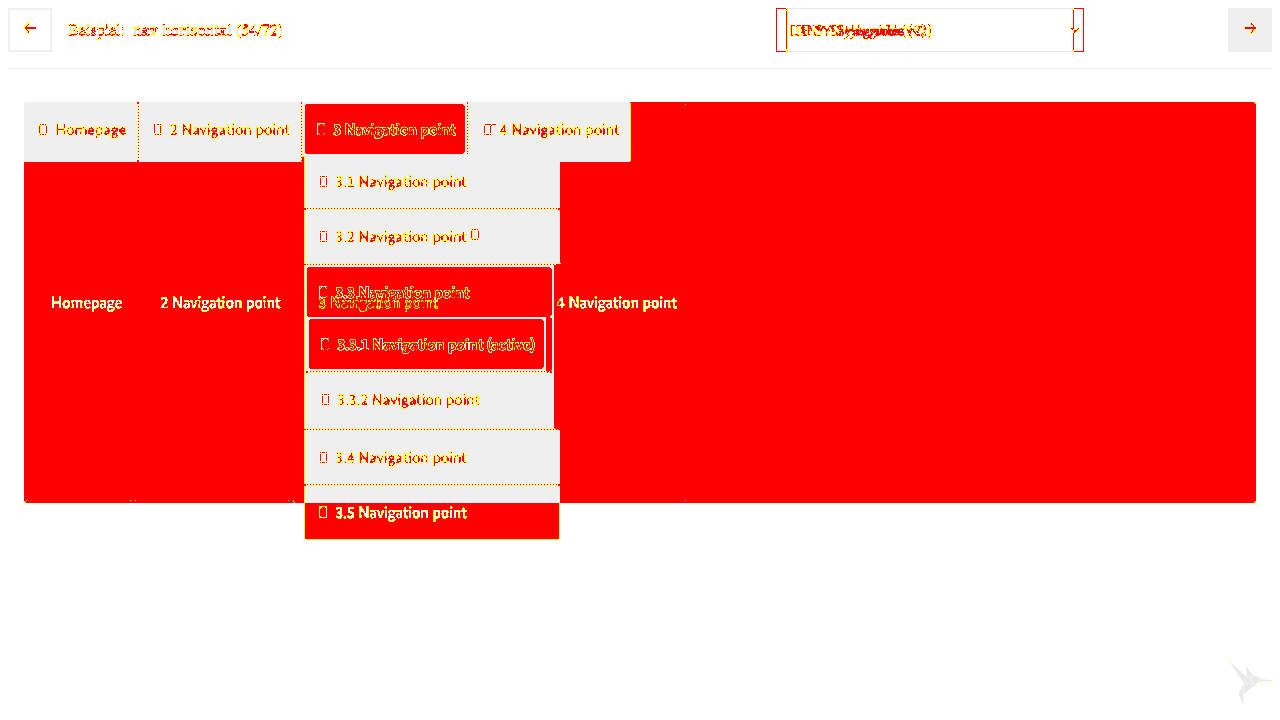 Beispiel: nav horisontal (34/72)
Homepage
2 Navigation point
3 Navigation point
4 Navigation point
3.1 Navigation point
3.2 Navigation point
3.3 Navigation point
Homepage
2 Navigation point
3 Navigation point
4 Navigation point
3.3.1 Navigation point (active)
3.3.2 Navigation point
3.4 Navigation point
3.5 Navigation point